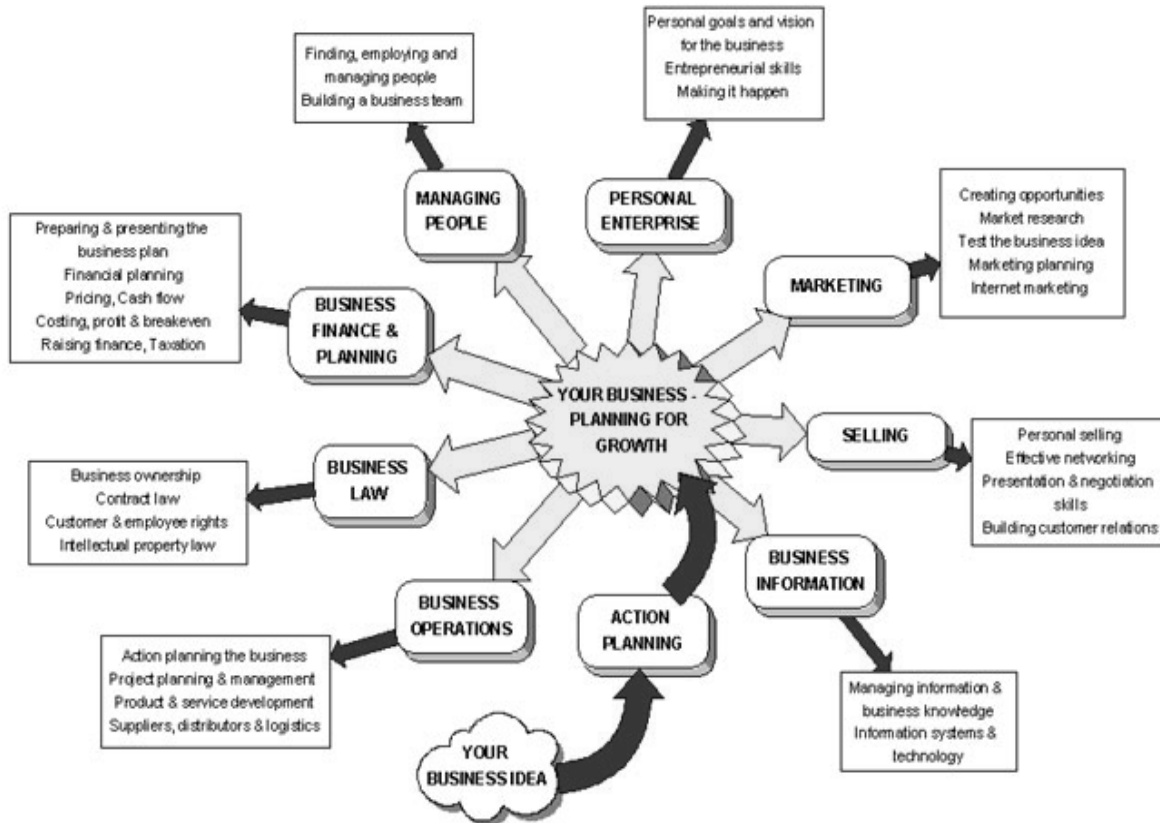 Personal goals and vision
for the business
Entrepreneurial skills
Making it happen
Finding, employing and
managing people
Building a business team
MANAGING
PEOPLE
PERSONAL
ENTERPRISE
Creating opportunities
Market research
Test the business idea
Marketing planning
Internet marketing
MARKETING
Preparing & presenting the
business plan
Financial planning
Pricing, Cash flow
Costing, profit & breakeven
Raising finance, Taxation
BUSINESS
FINANCE &
PLANNING
YOUR BUSINESS -
PLANNING FOR
GROWTH
SELLING
Personal selling
Effective networking
Presentation & negotiation
skills
Building customer relations
Business ownership
Contract law
Customer & employee rights
Intellectual property law
BUSINESS
LAW
BUSINESS
INFORMATION
BUSINESS
OPERATIONS
ACTION
PLANNING
Action planning the business
Project planning & management
Product & service development
Suppliers, distributors & logistics
Managing information &
business knowledge
Information systems &
technology
YOUR
BUSINESS IDEA